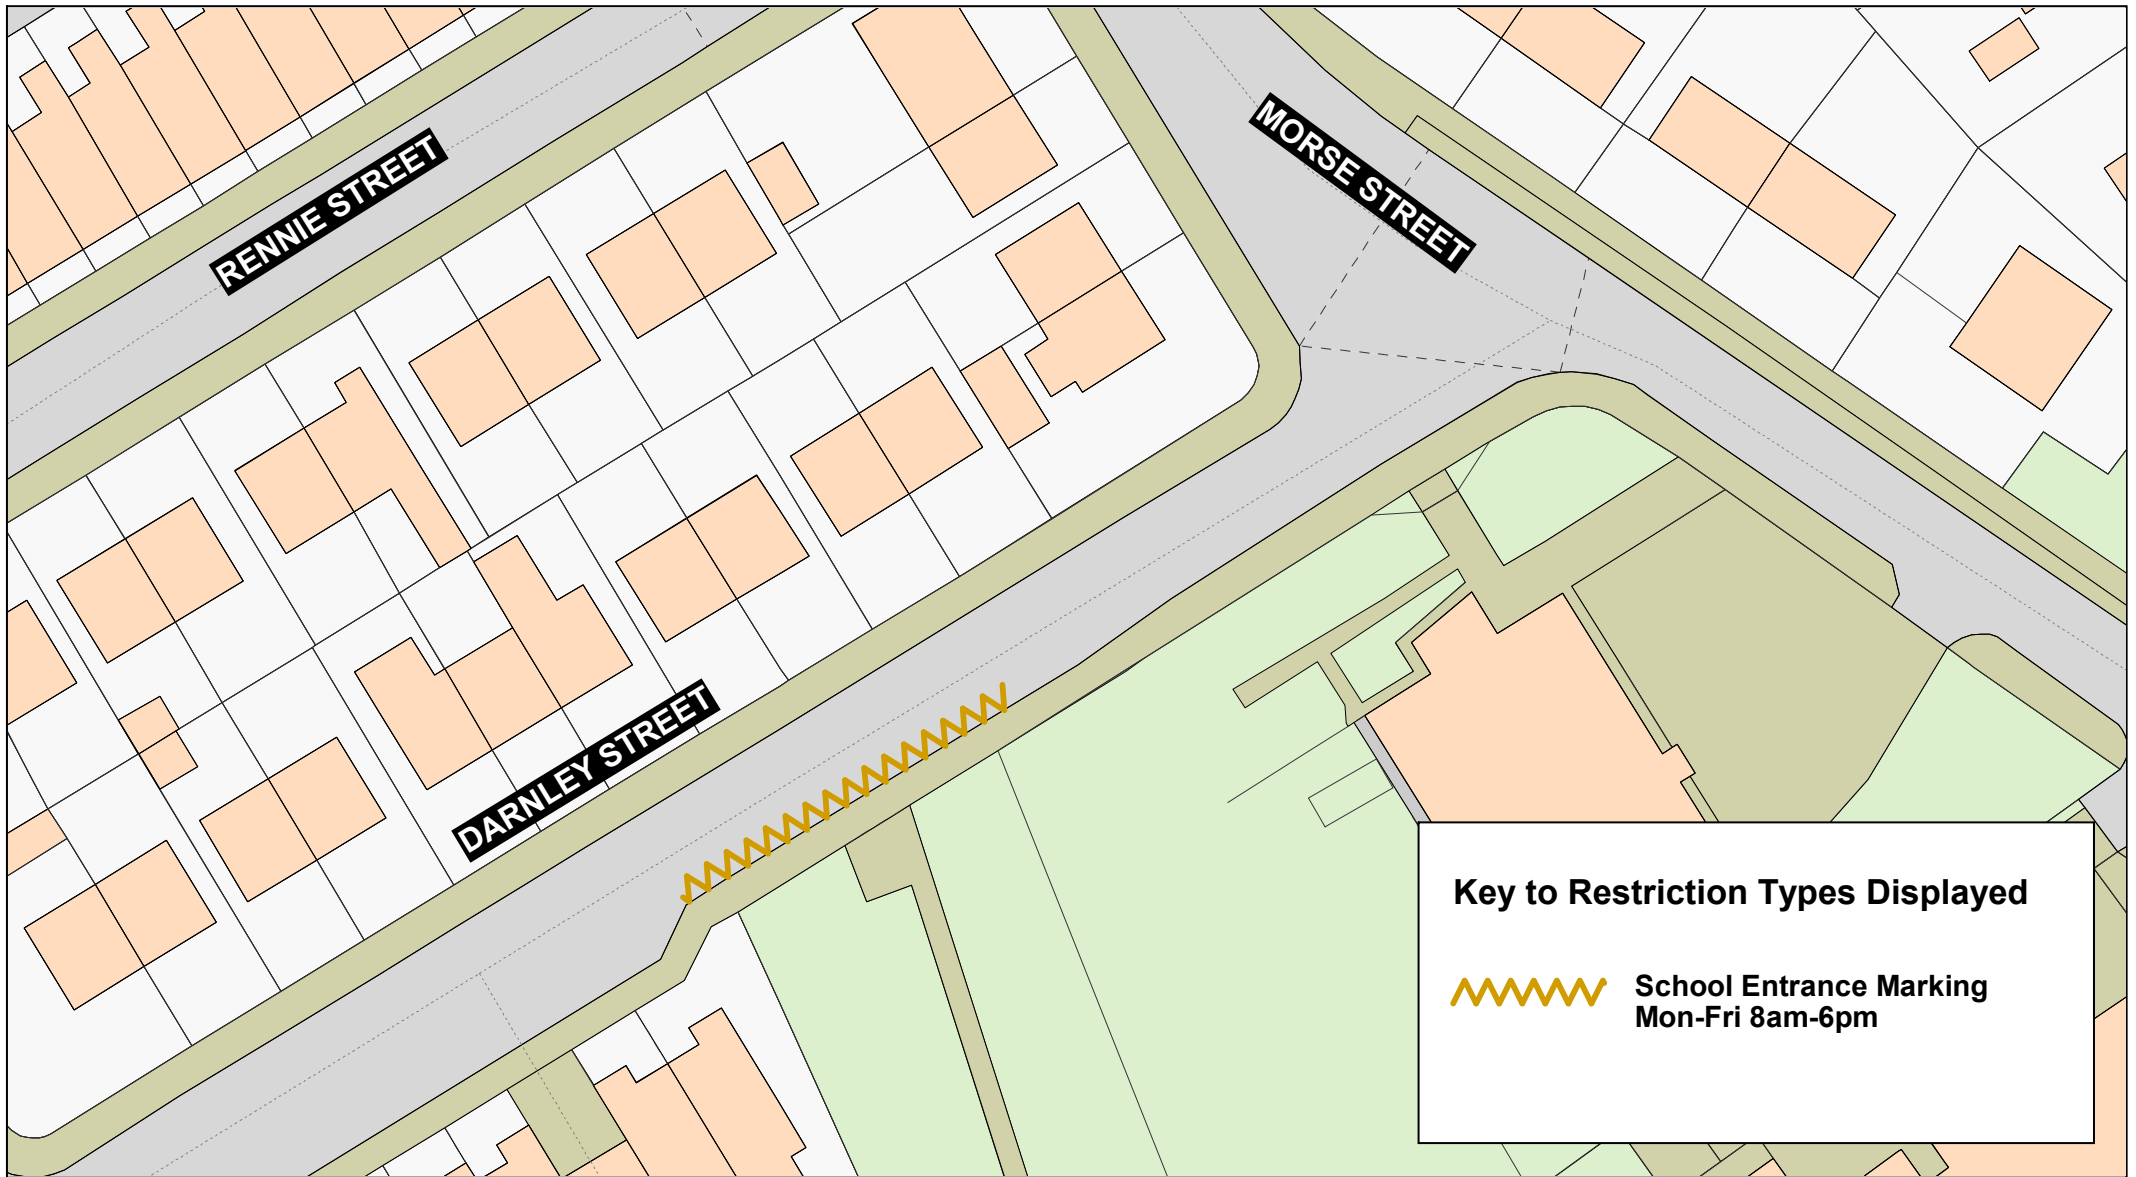 MORSE STREET
RENNIE STREET
DARNLEY STREET
Key to Restriction Types Displayed
School Entrance Marking
Mon-Fri 8am-6pm